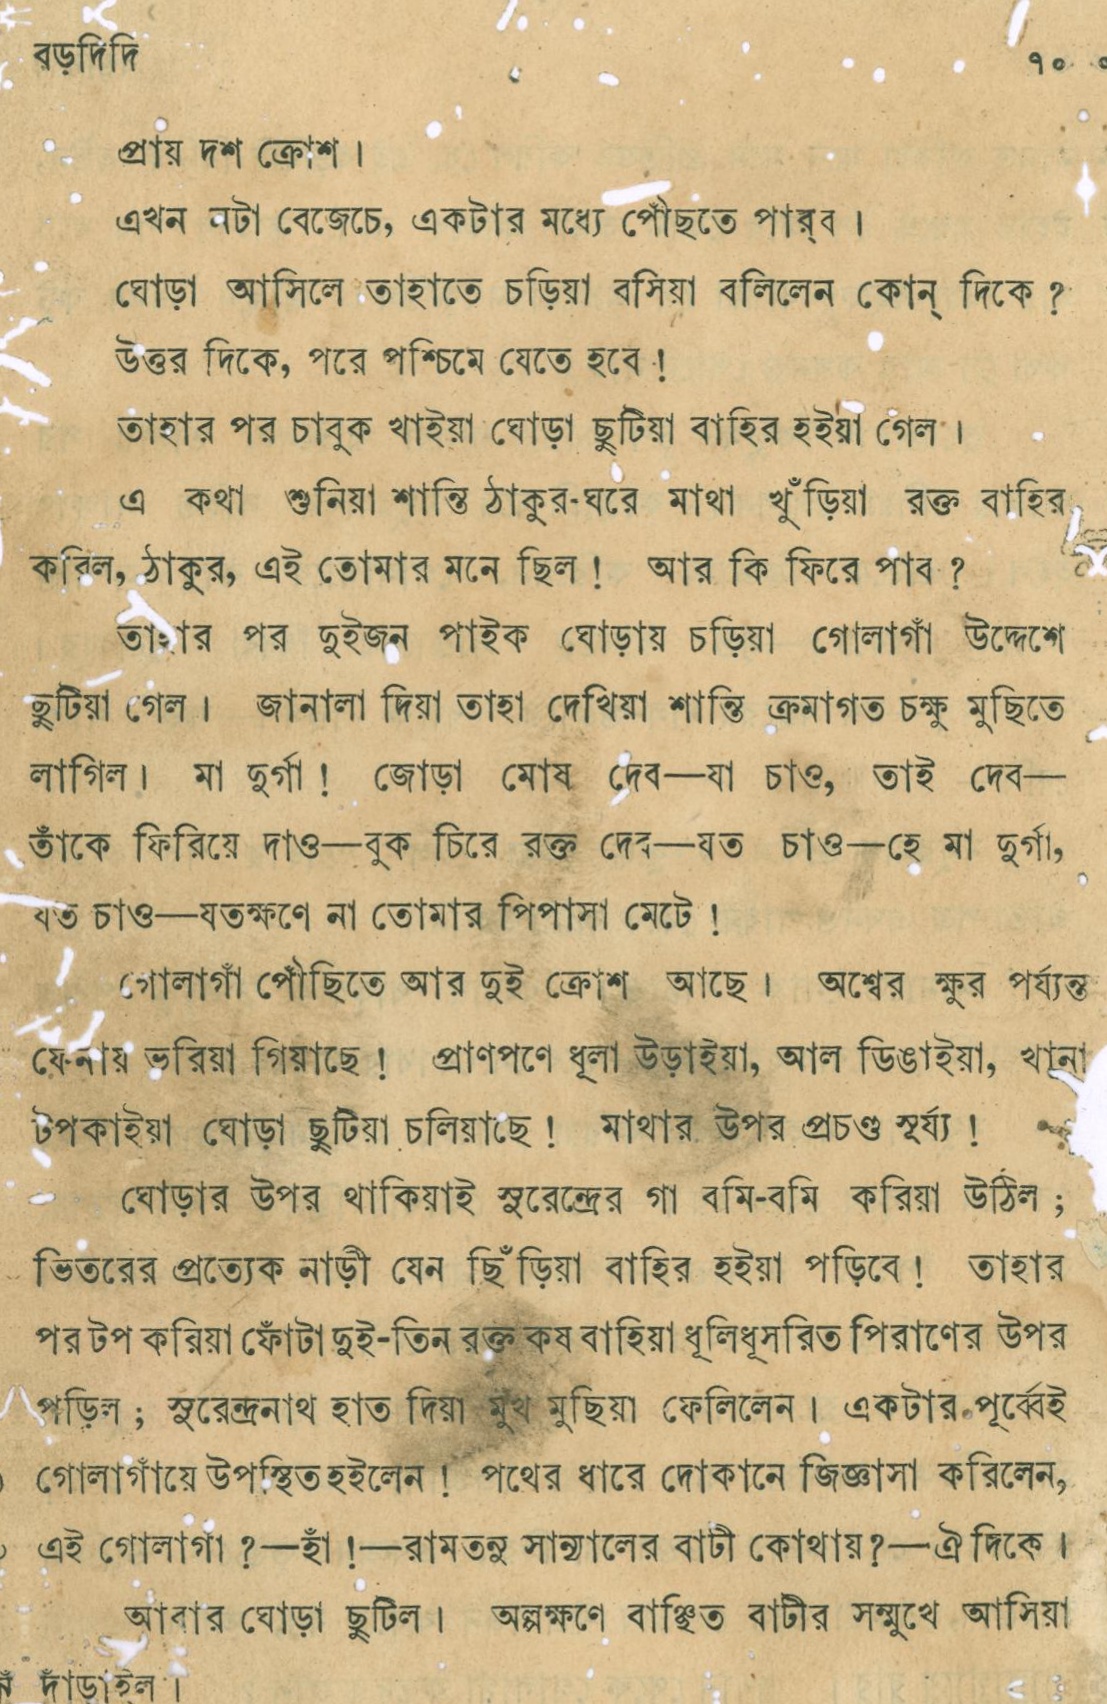 বড়দিদি ৭০
প্রায় দশ ক্রোশ।
এখন নটা বেজেচে, একটার মধ্যে পৌঁছতে পার্‌ব।
ঘোড়া আসিলে তাহাতে চড়িয়া বসিয়া বলিলেন কোন্ দিকে?
উত্তর দিকে, পরে পশ্চিমে যেতে হবে!
তাহার পর চাবুক খাইয়া ঘোড়া ছুটিয়া বাহির হইয়া গেল।
এ কথা শুনিয়া শান্তি ঠাকুর-ঘরে মাথা খুঁড়িয়া রক্ত বাহির
করিল, ঠাকুর, এই তোমার মনে ছিল! আর কি ফিরে পাব?
তাহার পর দুইজন পাইক ঘোড়ায় চড়িয়া গোলাগাঁ উদ্দেশে
ছুটিয়া গেল। জানালা দিয়া তাহা দেখিয়া শান্তি ক্রমাগত চক্ষু মুছিতে
লাগিল। মা দুর্গা! জোড়া মোষ দেব—যা চাও, তাই দেব—
তাঁকে ফিরিয়ে দাও—বুক চিরে রক্ত দেব—যত চাও—হে মা দুর্গা,
যত চাও—যতক্ষণে না তোমার পিপাসা মেটে!
গোলাগাঁ পৌঁছিতে আর দুই ক্রোশ আছে। অশ্বের ক্ষুর পর্য্যন্ত
ফেনায় ভরিয়া গিয়াছে! প্রাণপণে ধূলা উড়াইয়া, আল ডিঙাইয়া, খানা
টপকাইয়া ঘোড়া ছুটিয়া চলিয়াছে! মাথার উপর প্রচণ্ড সূর্য্য!
ঘোড়ার উপর থাকিয়াই সুরেন্দ্রের গা বমি-বমি করিয়া উঠিল;
ভিতরের প্রত্যেক নাড়ী যেন ছিঁড়িয়া বাহির হইয়া পড়িবে! তাহার
পর টপ করিয়া ফোঁটা দুই-তিন রক্ত কষ বাহিয়া ধূলিধূসরিত পিরাণের উপর
পড়িল; সুরেন্দ্রনাথ হাত দিয়া মুখ মুছিয়া ফেলিলেন। একটার পূর্ব্বেই
গোলাগাঁয়ে উপস্থিত হইলেন! পথের ধারে দোকানে জিজ্ঞাসা করিলেন,
এই গোলাগাঁ?—হাঁ!—রামতনু সান্ন্যালের বাটী কোথায়?—ঐ দিকে।
আবার ঘোড়া ছুটিল। অল্পক্ষণে বাঞ্ছিত বাটীর সম্মুখে আসিয়া
দাঁড়াইল।